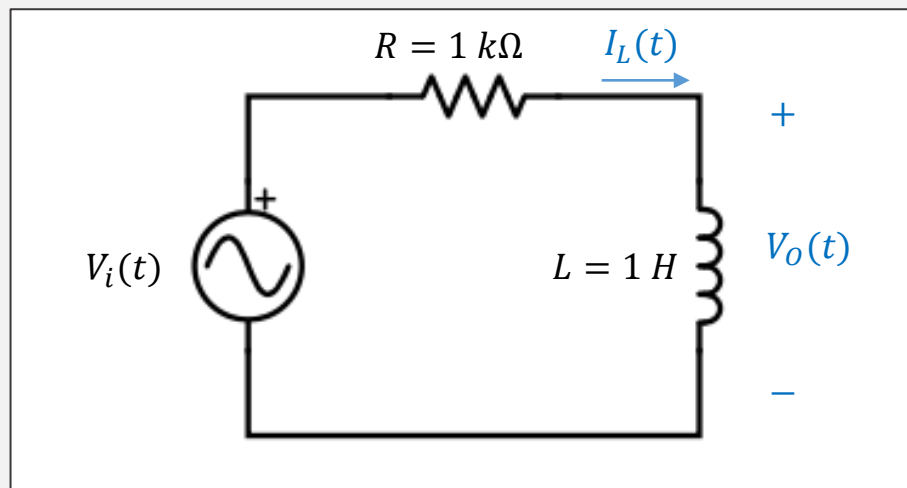 R = 1 kΩ
I_L(t)
+
+
V_i(t)
L = 1 H
V_O(t)
−